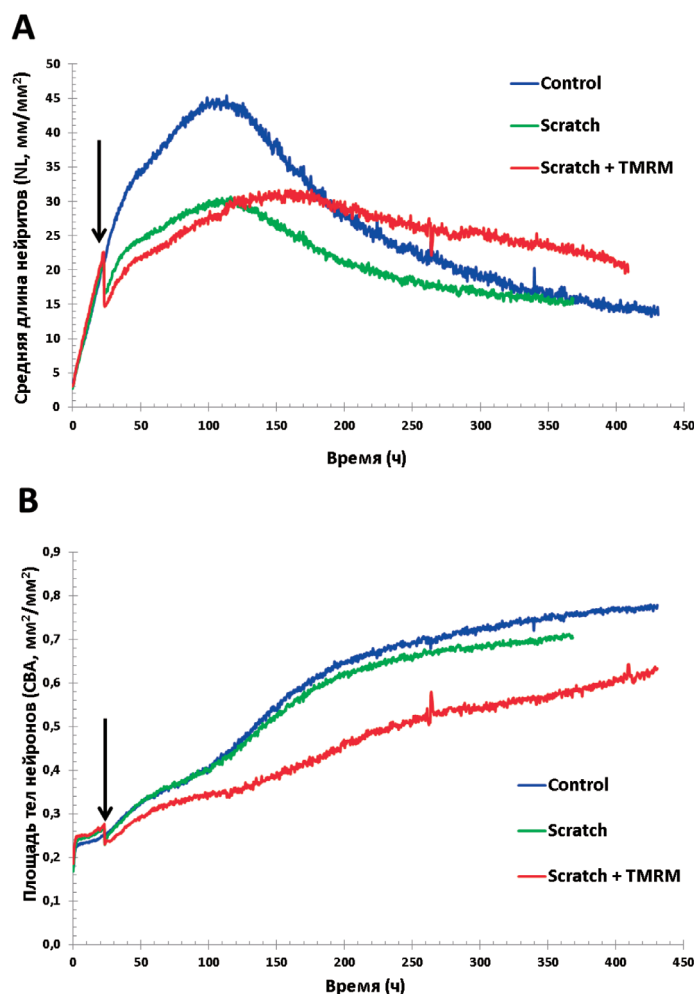 A
Средняя длина нейритов (NL, мм/мм²)
50
45
40
35
30
25
20
15
10
5
0
Control
Scratch
Scratch + TMRM
0 50 100 150 200 250 300 350 400 450
Время (ч)
B
Площадь тел нейронов (CBA, мм²/мм²)
0,9
0,8
0,7
0,6
0,5
0,4
0,3
0,2
0,1
0,0
Control
Scratch
Scratch + TMRM
0 50 100 150 200 250 300 350 400 450
Время (ч)